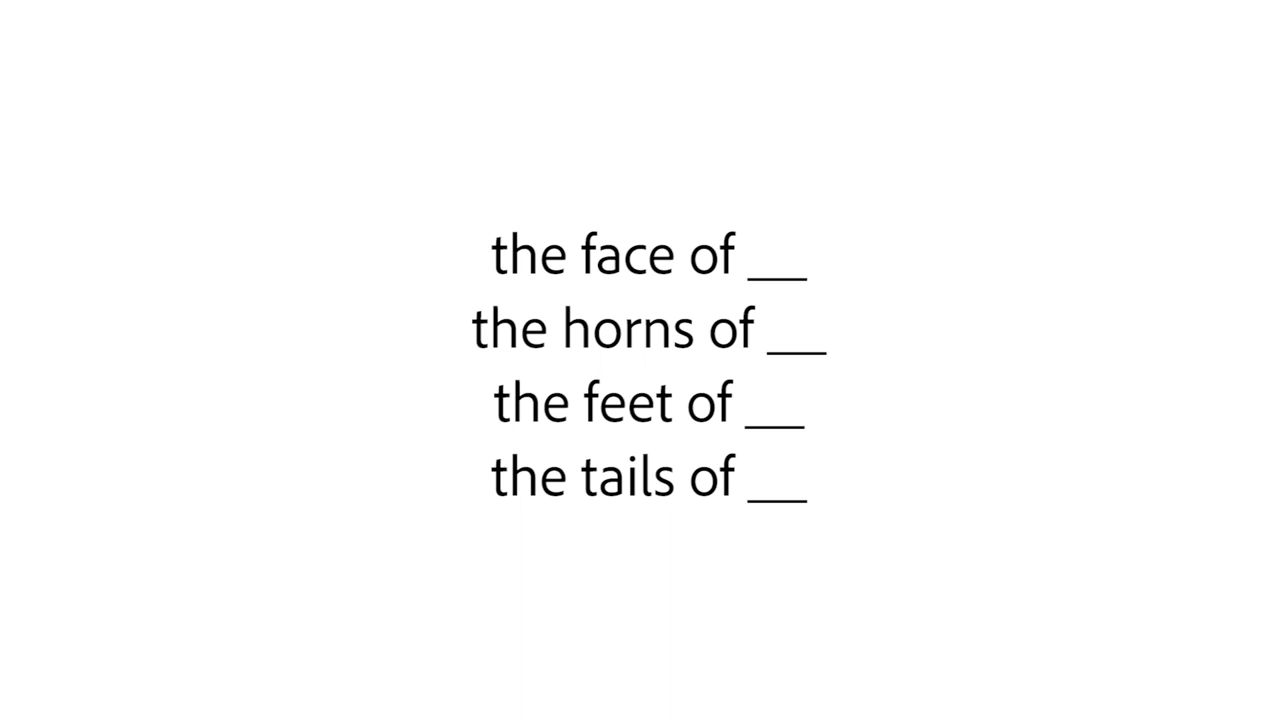 the face of __
the horns of __
the feet of __
the tails of __